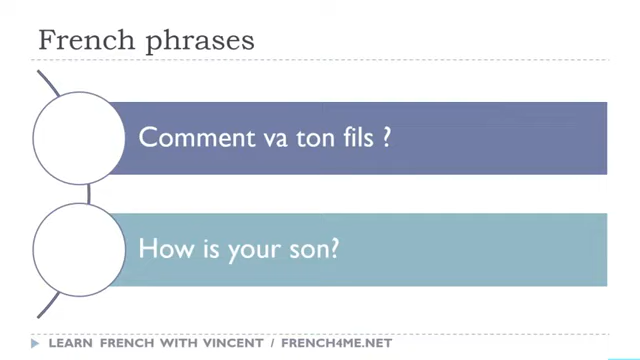 French phrases
Comment va ton fils ?
How is your son?
LEARN FRENCH WITH VINCENT / FRENCH4ME.NET